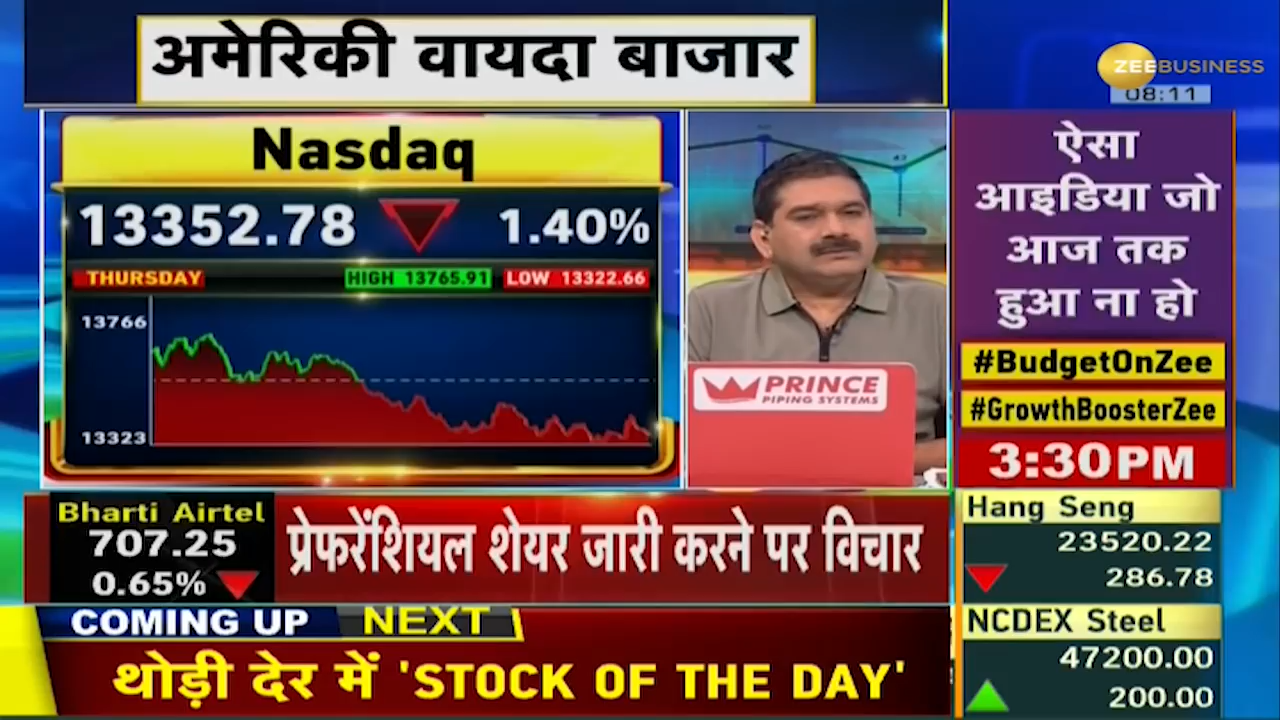 अमेरिकी वायदा बाजार
ZEEBUSINESS
08:11
Nasdaq
13352.78 1.40%
THURSDAY HIGH 13765.91 LOW 13322.66
13766
13323
PRINCE
PIPING SYSTEMS
ऐसा
आइडिया जो
आज तक
हुआ ना हो
#BudgetOnZee
#GrowthBoosterZee
3:30PM
Bharti Airtel
707.25
0.65%
प्रेफरेंशियल शेयर जारी करने पर विचार
Hang Seng
23520.22
286.78
NCDEX Steel
47200.00
200.00
COMING UP NEXT
थोड़ी देर में 'STOCK OF THE DAY'